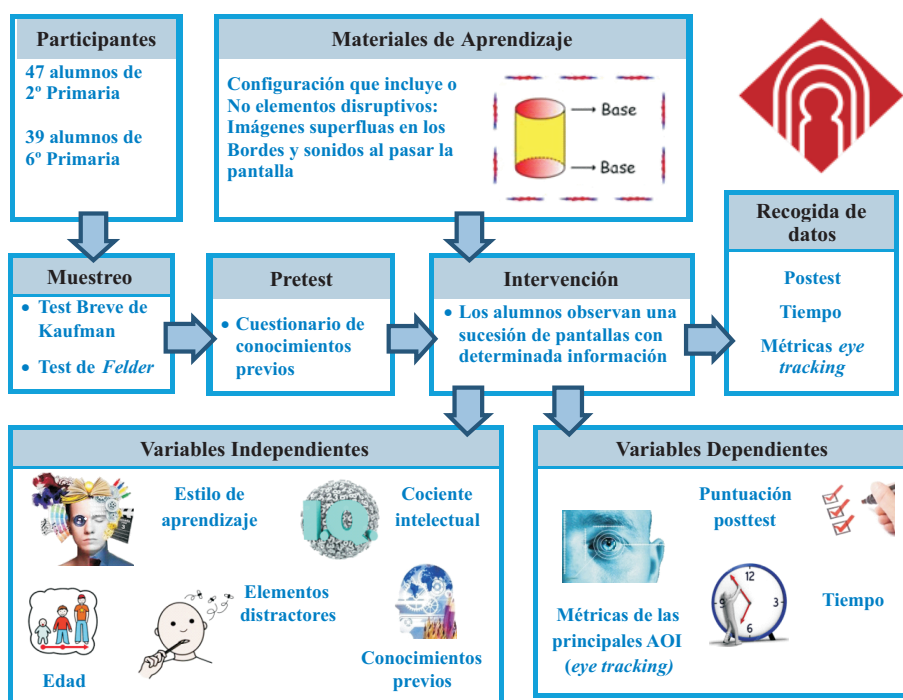 Participantes
47 alumnos de
2º Primaria
39 alumnos de
6º Primaria
Materiales de Aprendizaje
Configuración que incluye o
No elementos disruptivos:
Imágenes superfluas en los
Bordes y sonidos al pasar la
pantalla
Base
Base
Muestreo
• Test Breve de
Kaufman
• Test de Felder
Pretest
• Cuestionario de
conocimientos
previos
Intervención
• Los alumnos observan una
sucesión de pantallas con
determinada información
Recogida de
datos
Postest
Tiempo
Métricas eye
tracking
Variables Independientes
Estilo de
aprendizaje
I.Q.
Cociente
intelectual
Edad
Elementos
distractores
Conocimientos
previos
Variables Dependientes
Puntuación
posttest
Métricas de las
principales AOI
(eye tracking)
12
9
3
6
Tiempo